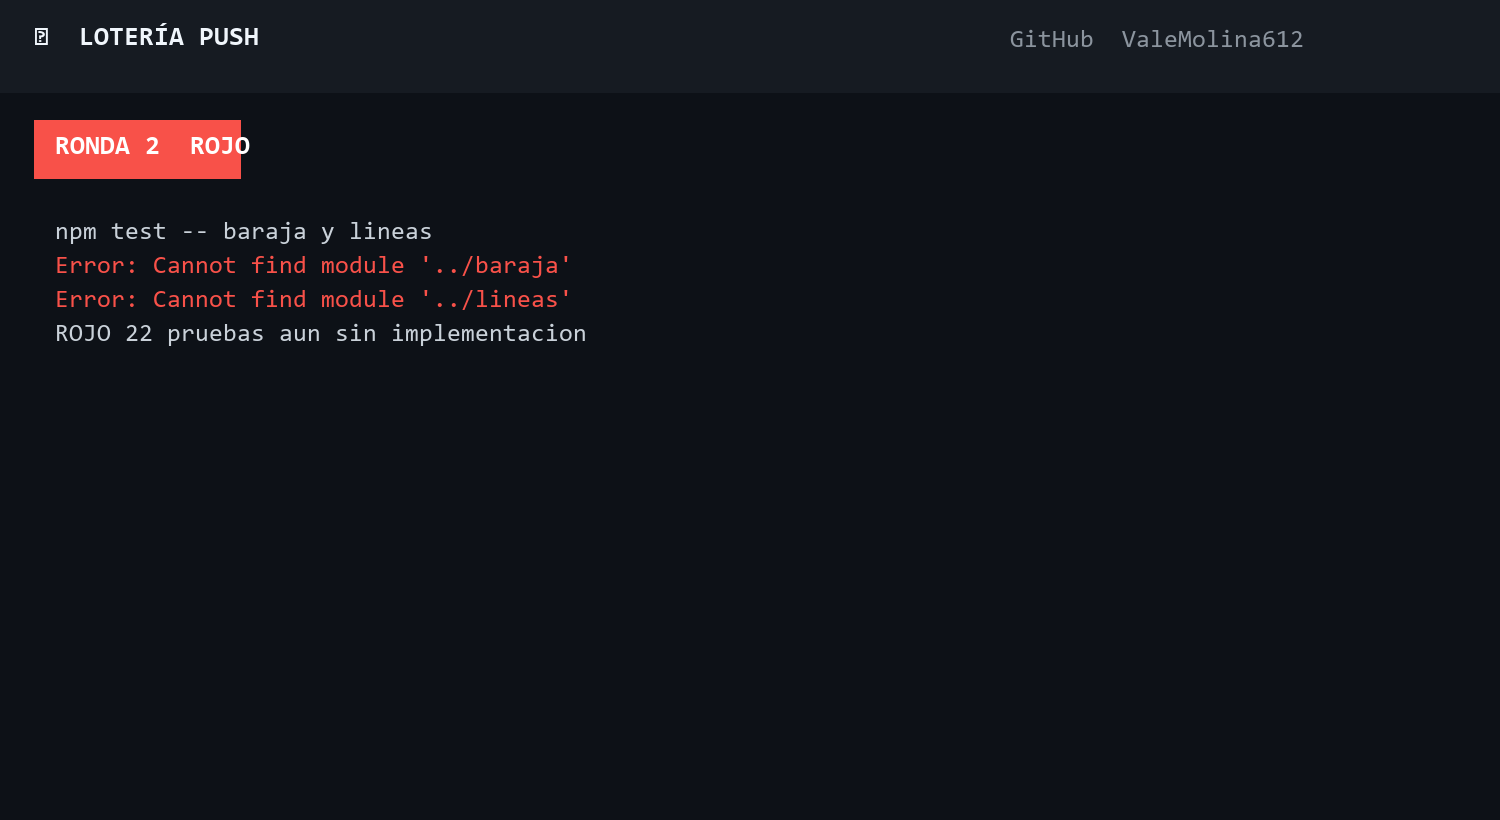 LOTERÍA PUSH
GitHub ValeMolina612
RONDA 2 ROJO
npm test -- baraja y lineas
Error: Cannot find module '../baraja'
Error: Cannot find module '../lineas'
ROJO 22 pruebas aun sin implementacion